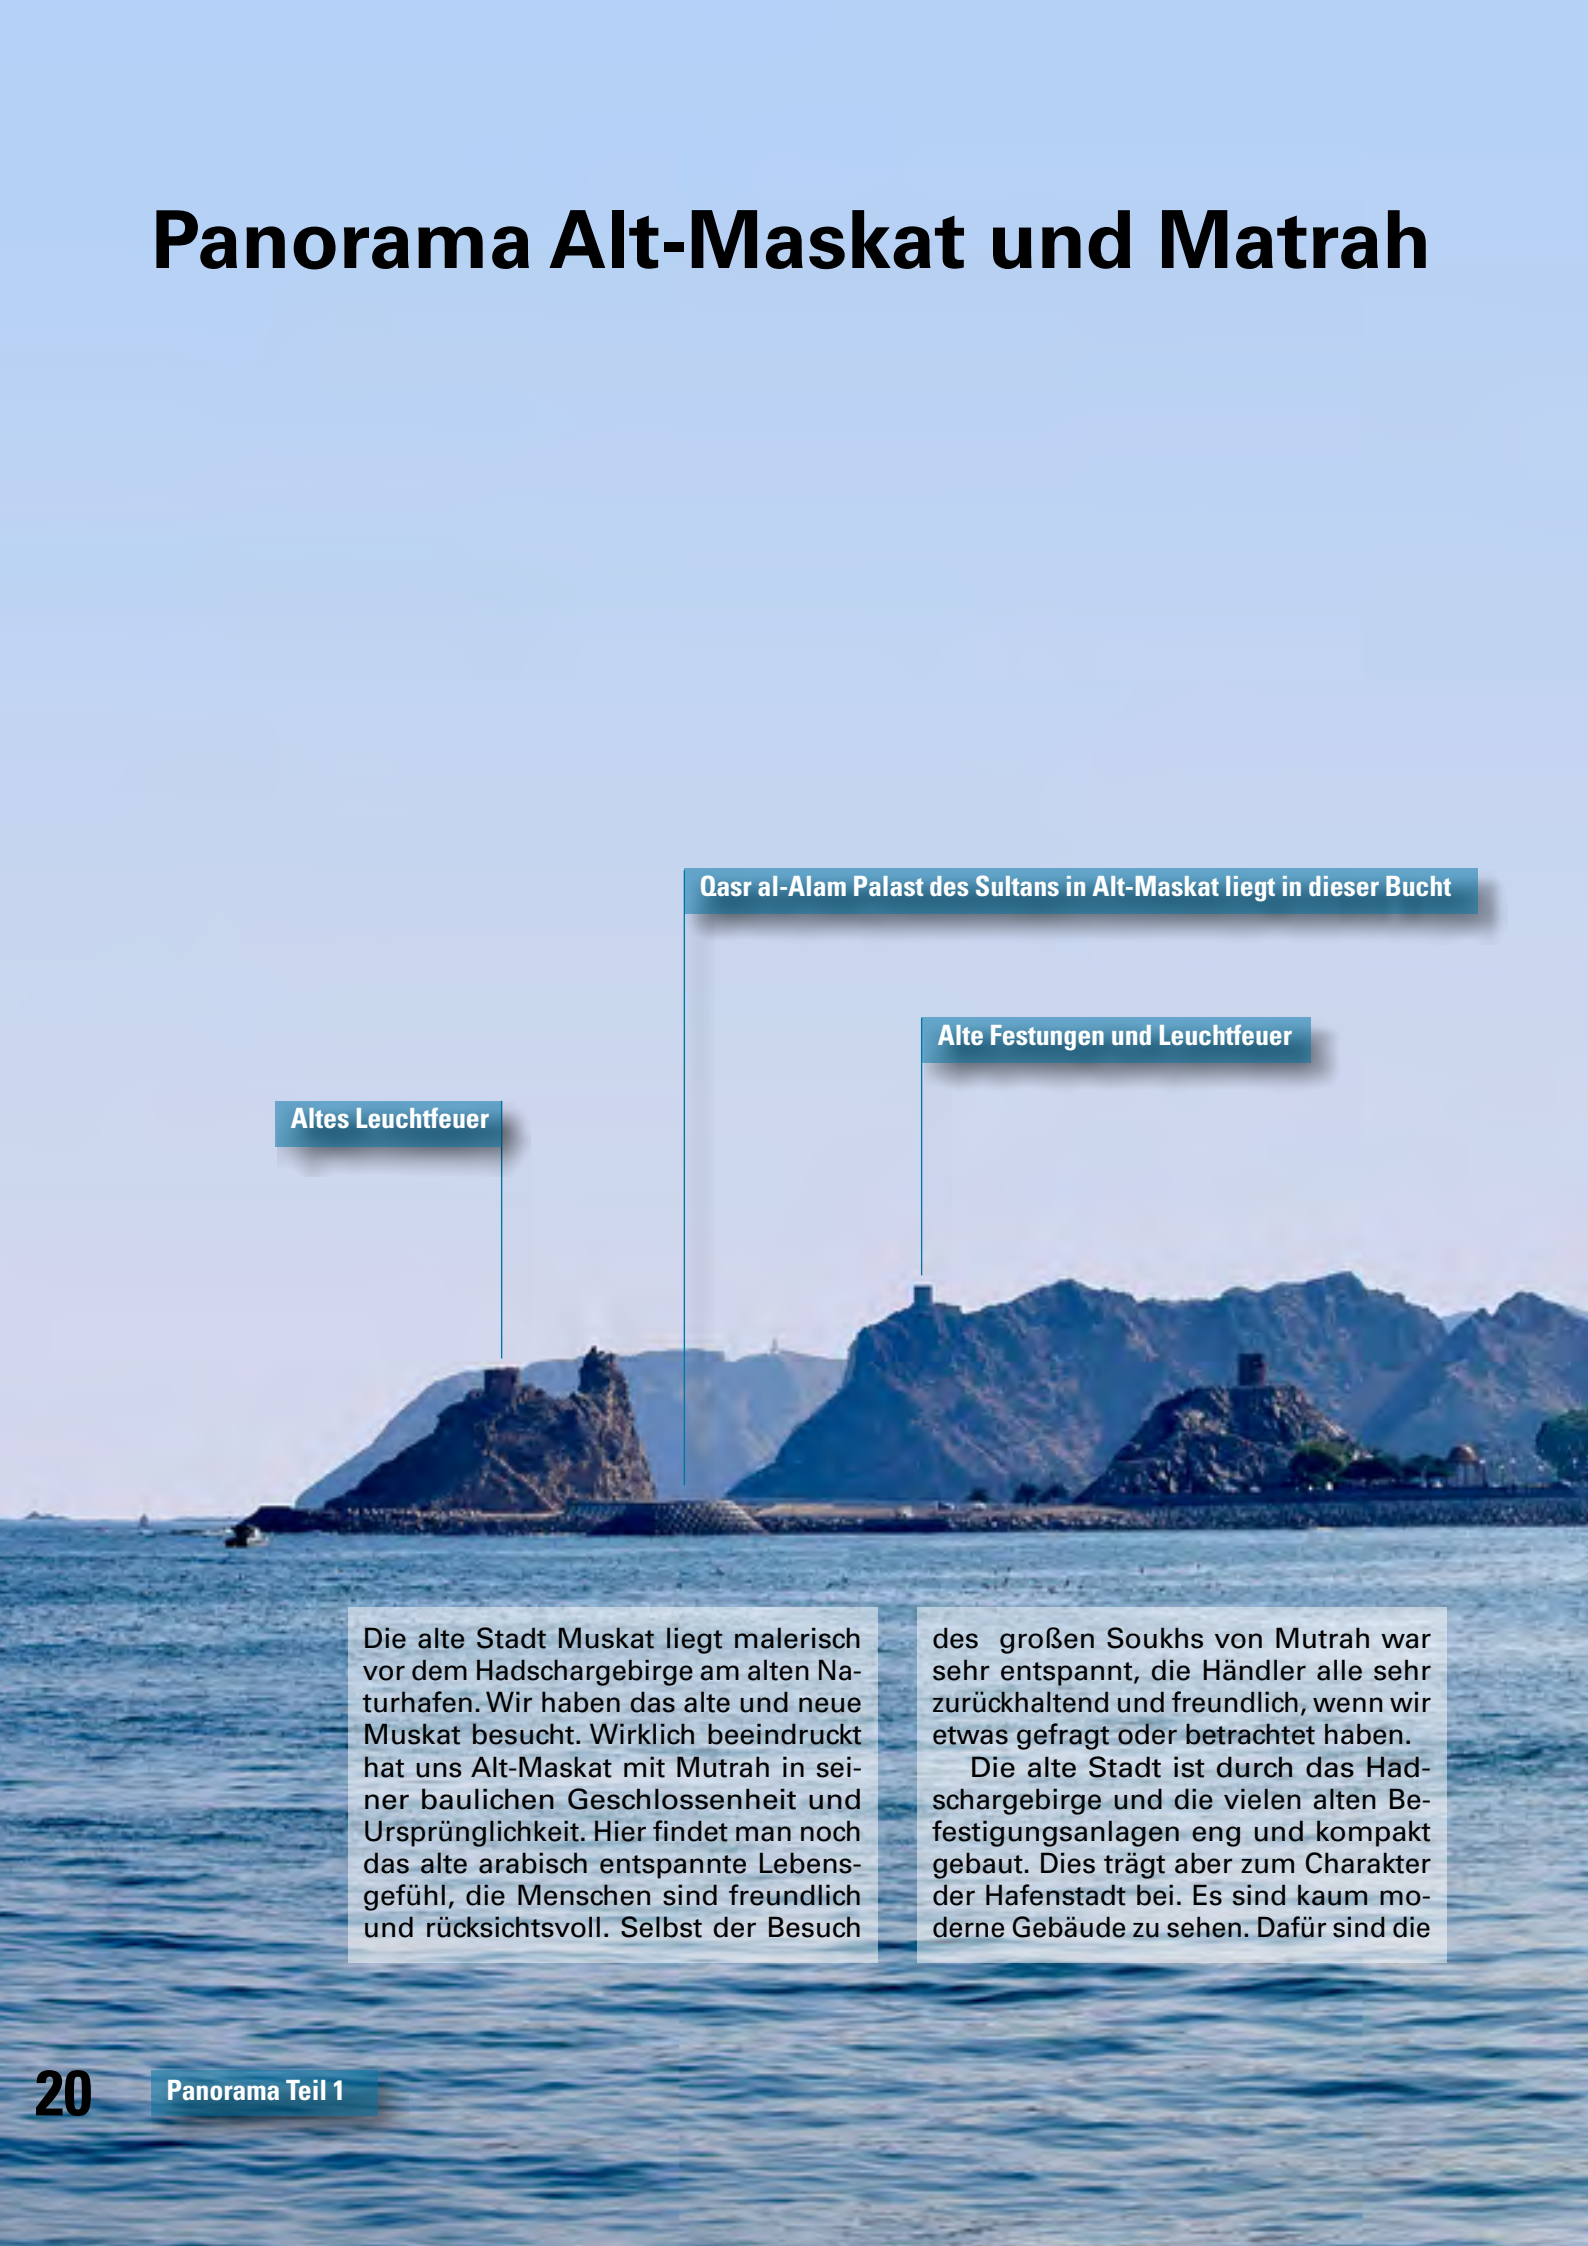 Panorama Alt-Maskat und Matrah
Qasr al-Alam Palast des Sultans in Alt-Maskat liegt in dieser Bucht
Alte Festungen und Leuchtfeuer
Altes Leuchtfeuer
Die alte Stadt Muskat liegt malerisch
vor dem Hadschargebirge am alten Na-
turhafen. Wir haben das alte und neue
Muskat besucht. Wirklich beeindruckt
hat uns Alt-Maskat mit Mutrah in sei-
ner baulichen Geschlossenheit und
Ursprünglichkeit. Hier findet man noch
das alte arabisch entspannte Lebens-
gefühl, die Menschen sind freundlich
und rücksichtsvoll. Selbst der Besuch
des großen Soukhs von Mutrah war
sehr entspannt, die Händler alle sehr
zurückhaltend und freundlich, wenn wir
etwas gefragt oder betrachtet haben.
Die alte Stadt ist durch das Had-
schargebirge und die vielen alten Be-
festigungsanlagen eng und kompakt
gebaut. Dies trägt aber zum Charakter
der Hafenstadt bei. Es sind kaum mo-
derne Gebäude zu sehen. Dafür sind die
20
Panorama Teil 1